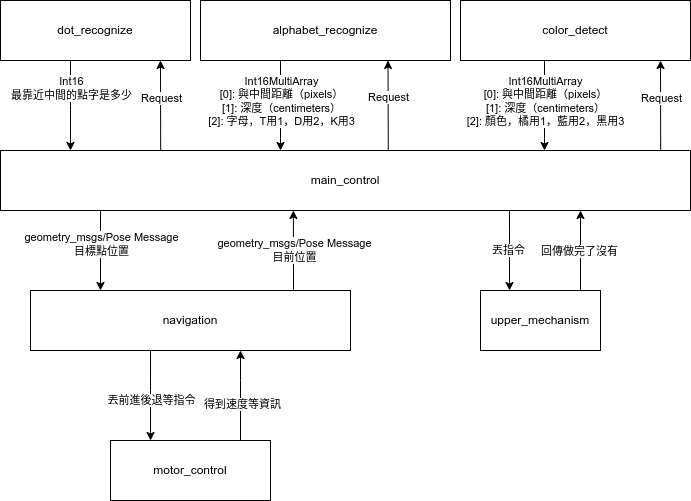 dot_recognize
alphabet_recognize
color_detect
Int16
最靠近中間的點字是多少
Request
Int16MultiArray
[0]: 與中間距離（pixels）
[1]: 深度（centimeters）
[2]: 字母，T用1，D用2，K用3
Request
Int16MultiArray
[0]: 與中間距離（pixels）
[1]: 深度（centimeters）
[2]: 顏色，橘用1，藍用2，黑用3
Request
main_control
geometry_msgs/Pose Message
目標點位置
geometry_msgs/Pose Message
目前位置
丟指令
回傳做完了沒有
navigation
upper_mechanism
丟前進後退等指令
得到速度等資訊
motor_control